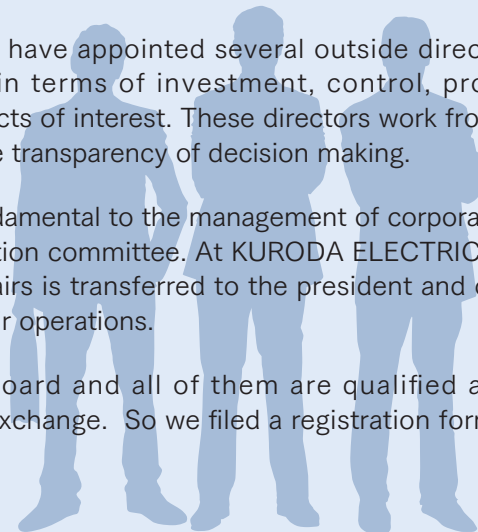 have appointed several outside direc
in terms of investment, control, pro
cts of interest. These directors work fro
e transparency of decision making.
damental to the management of corpora
tion committee. At KURODA ELECTRIC
airs is transferred to the president and
r operations.
oard and all of them are qualified a
xchange. So we filed a registration for